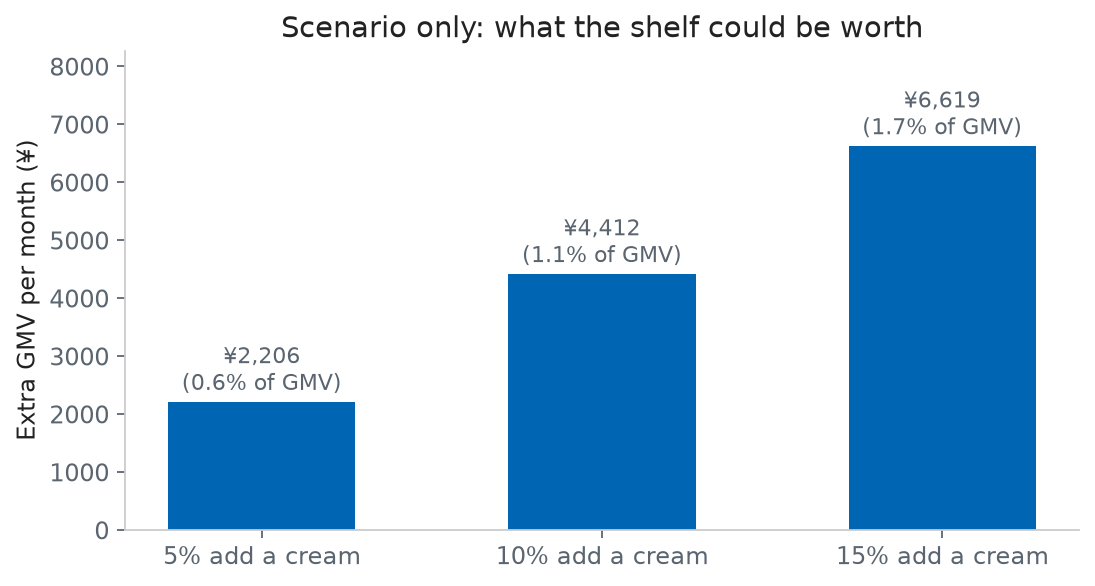 Scenario only: what the shelf could be worth
Extra GMV per month (¥)
8000
7000
6000
5000
4000
3000
2000
1000
0
¥2,206
(0.6% of GMV)
¥4,412
(1.1% of GMV)
¥6,619
(1.7% of GMV)
5% add a cream
10% add a cream
15% add a cream